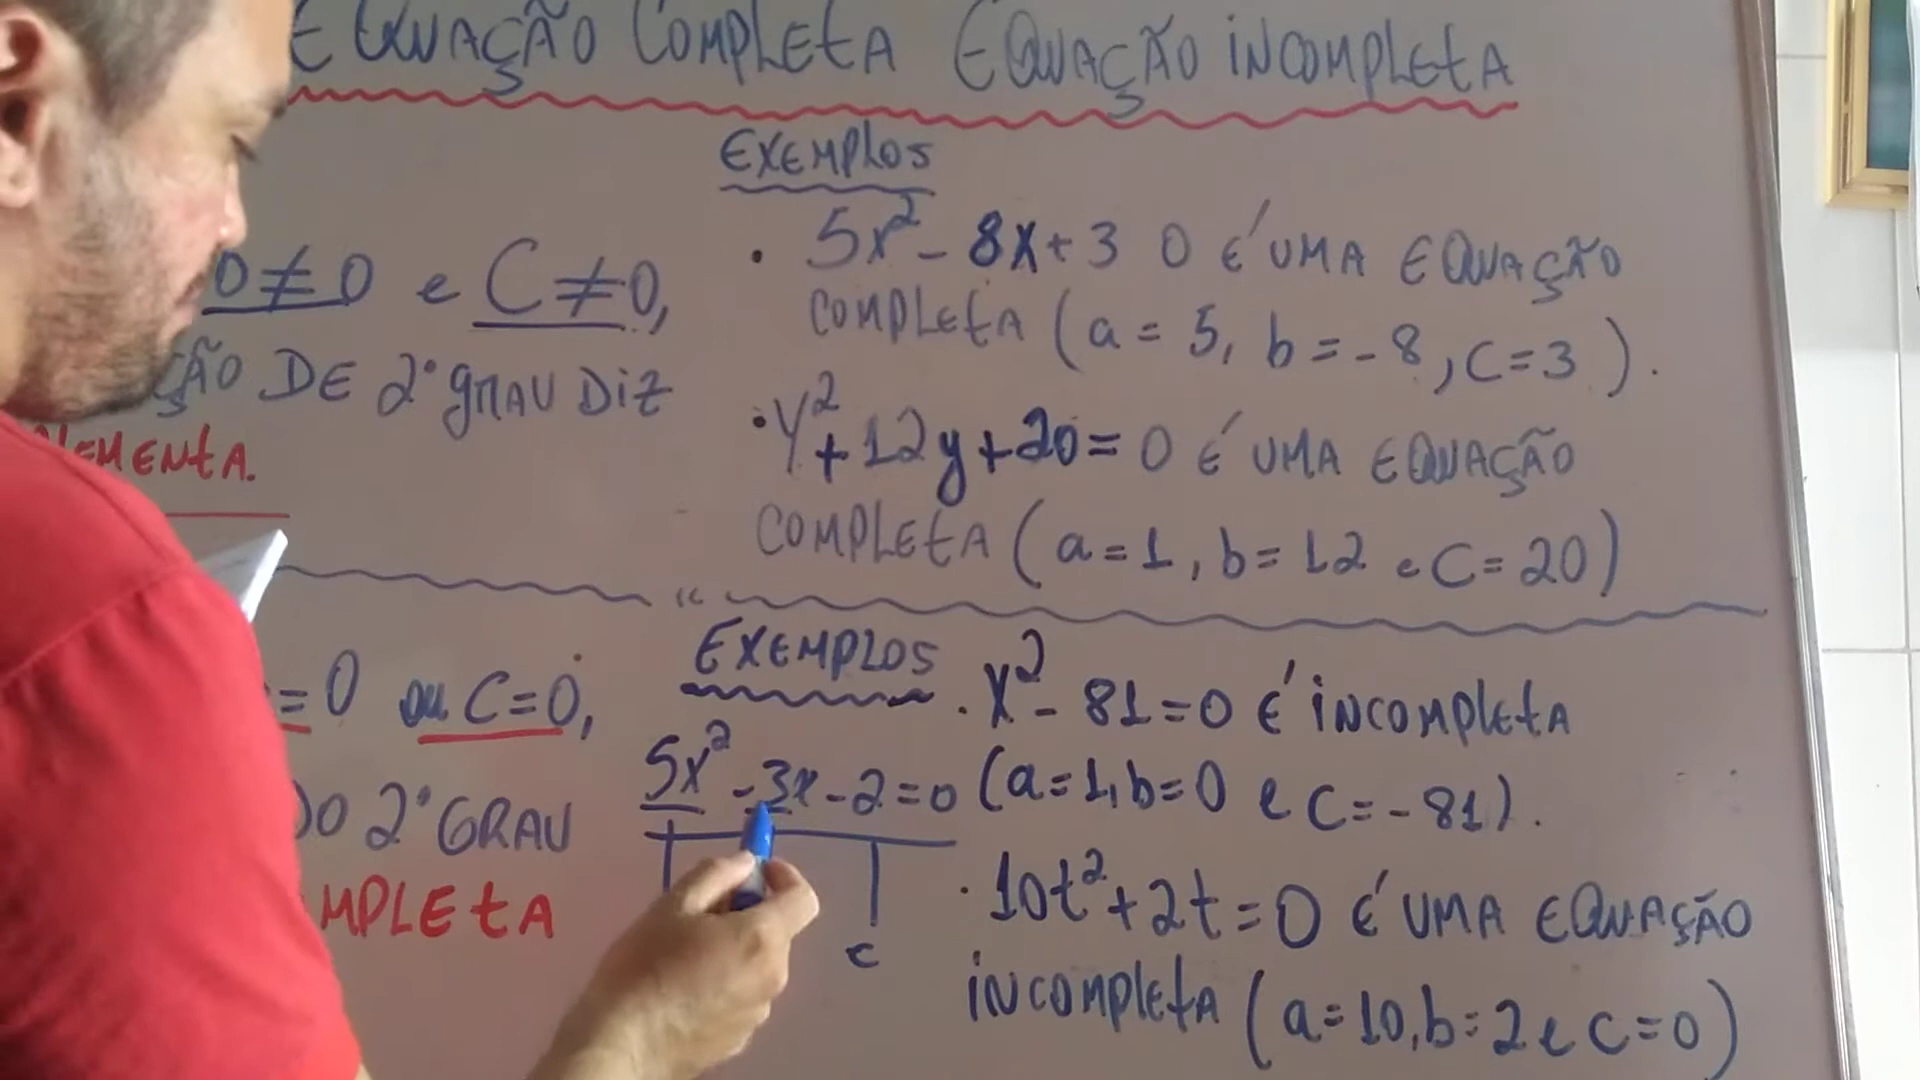 EQUAÇÃO COMPLETA EQUAÇÃO INCOMPLETA
≠0 e C≠0,
ÇÃO DE 2° GRAU DIZ
EMENTA.
EXEMPLOS
· 5x² - 8x + 3 0 É UMA EQUAÇÃO
COMPLETA (a = 5, b = -8, C=3).
· Y² + 12y + 20 = 0 É UMA EQUAÇÃO
COMPLETA (a=1, b=12 e C=20)
=0 ou C=0,
DO 2° GRAU
MPLETA
EXEMPLOS
5x² - 3x - 2 = 0
c
· X² - 81 = 0 É INCOMPLETA
(a=1, b=0 e C=-81).
· 10t² + 2t = 0 É UMA EQUAÇÃO
INCOMPLETA (a=10, b=2 e C=0)